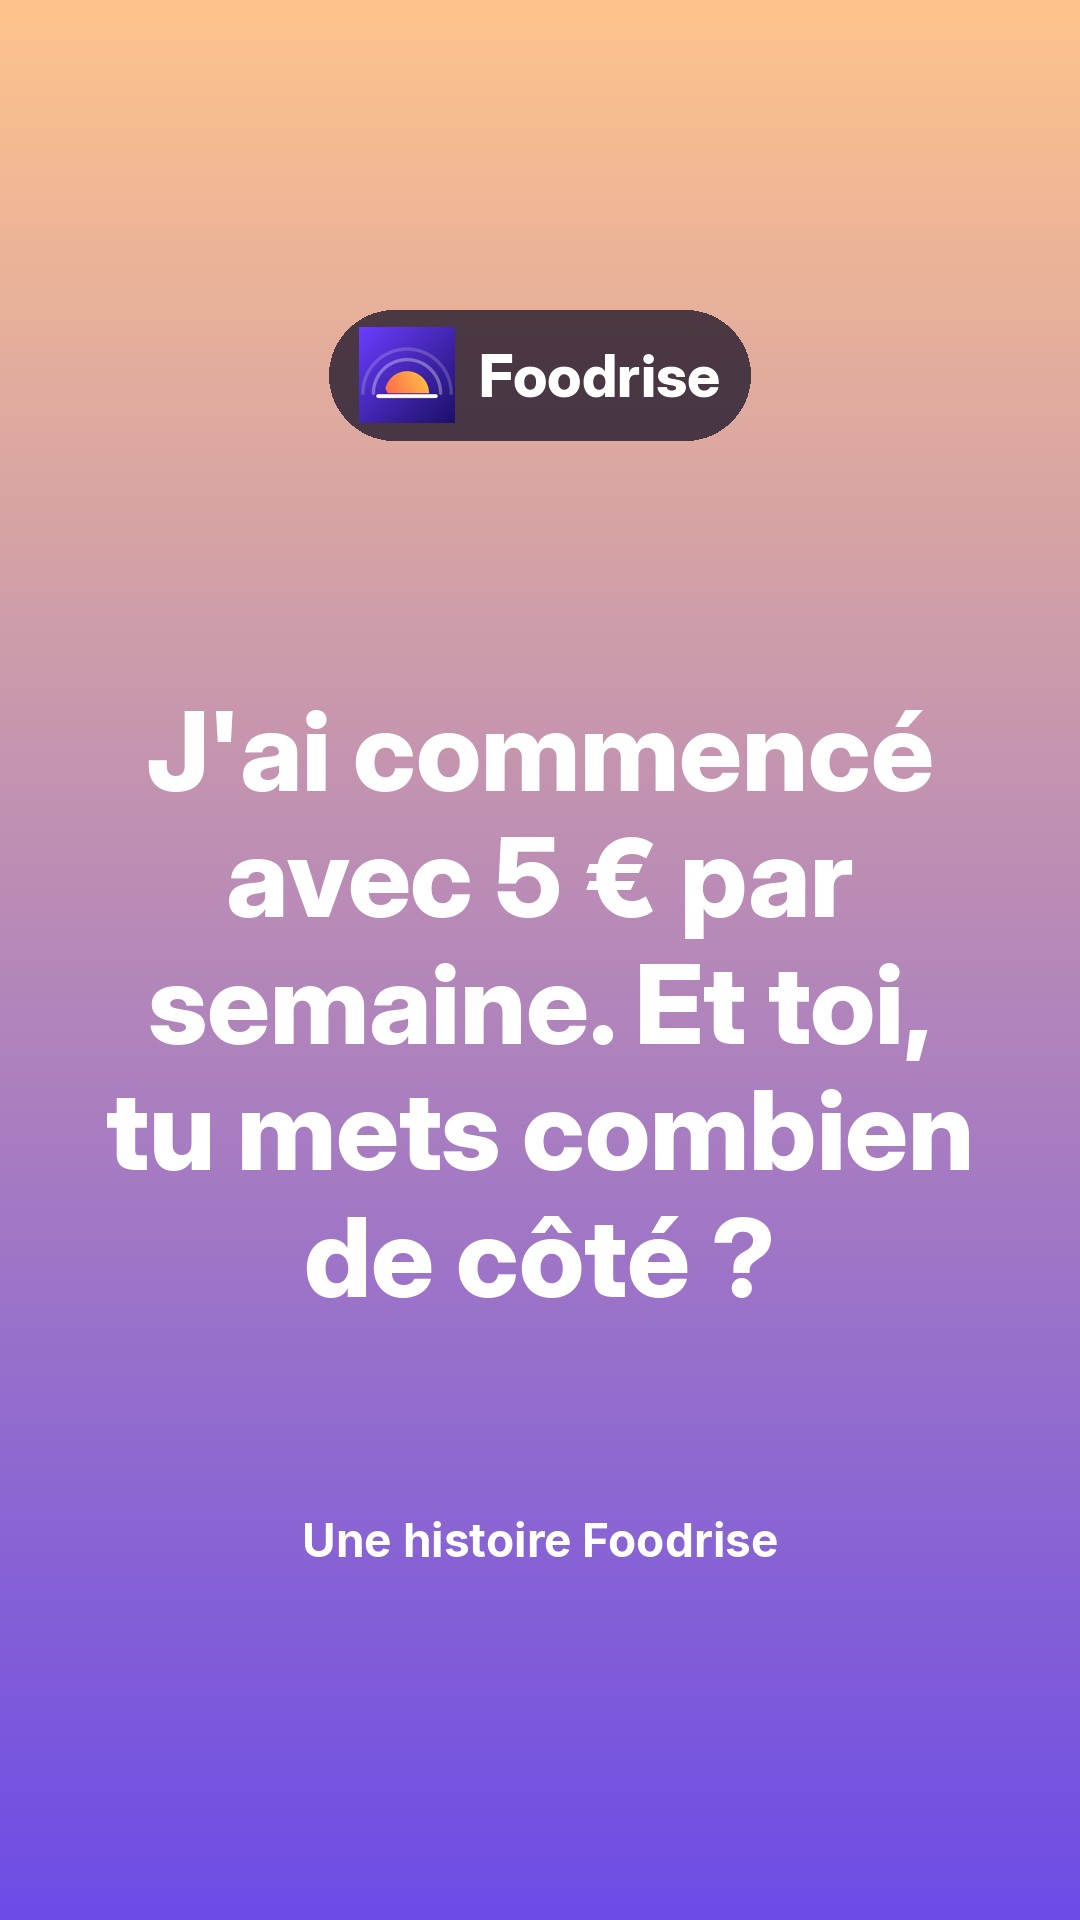 Foodrise
J'ai commencé
avec 5 € par
semaine. Et toi,
tu mets combien
de côté ?
Une histoire Foodrise